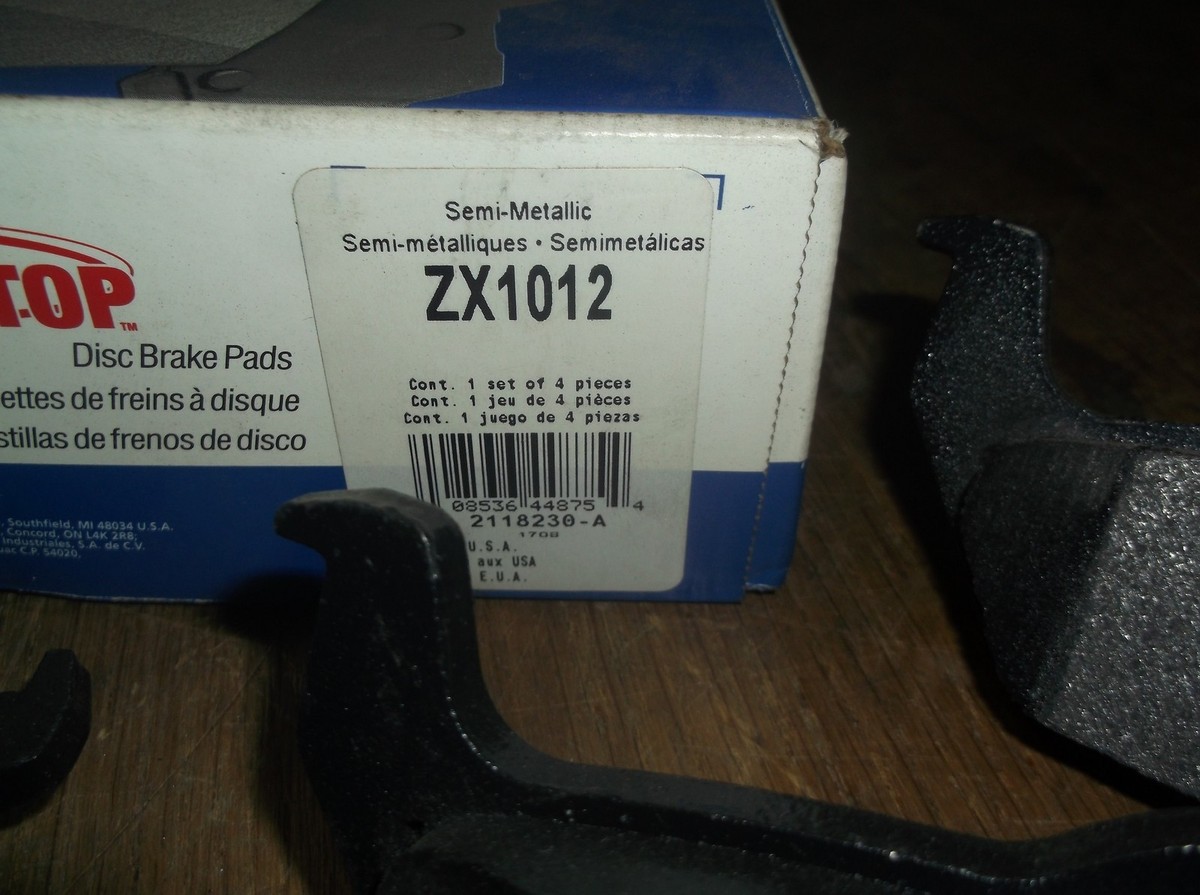 Semi-Metallic
Semi-métalliques • Semimetálicas
ZX1012
Cont. 1 set of 4 pieces
Cont. 1 jeu de 4 pièces
Cont. 1 juego de 4 piezas
08536 44875 4
2118230-A
1708
U.S.A.
aux USA
E.U.A.
T-OP™
Disc Brake Pads
ettes de freins à disque
stillas de frenos de disco
Southfield, MI 48034 U.S.A.
Concord, ON L4K 2R8;
Industriales, S.A. de C.V.
C.P. 54020,